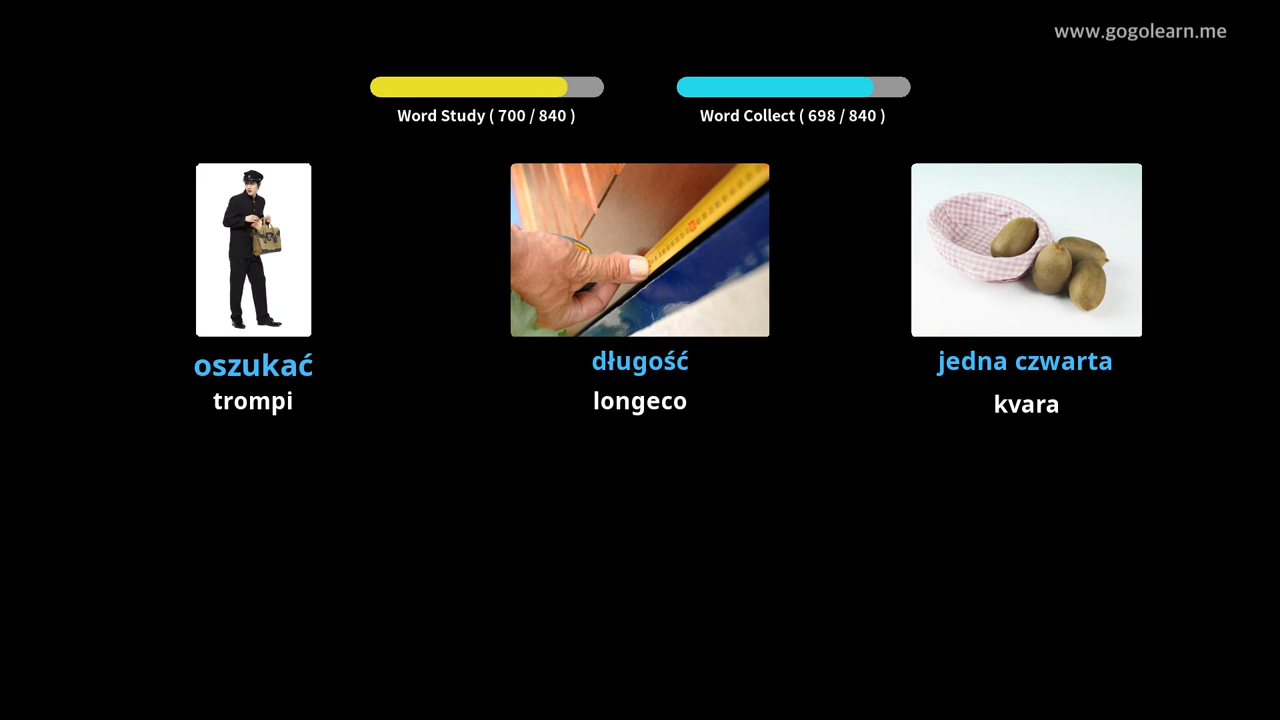 www.gogolearn.me
Word Study ( 700 / 840 )
Word Collect ( 698 / 840 )
oszukać
trompi
długość
longeco
jedna czwarta
kvara